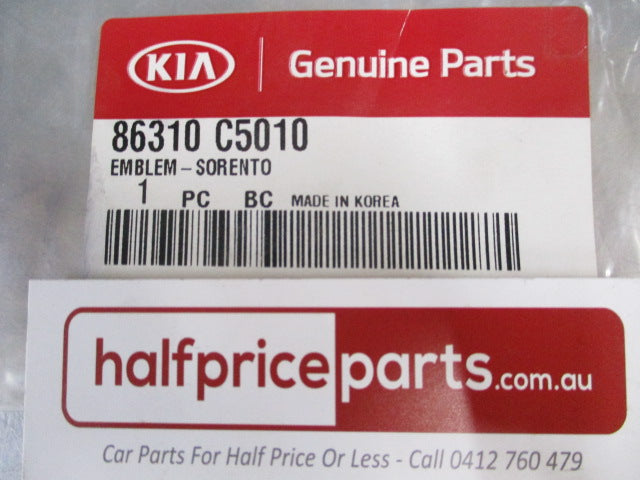 KIA Genuine Parts
86310 C5010
EMBLEM-SORENTO
1 PC BC MADE IN KOREA
halfpriceparts.com.au
Car Parts For Half Price Or Less - Call 0412 760 479